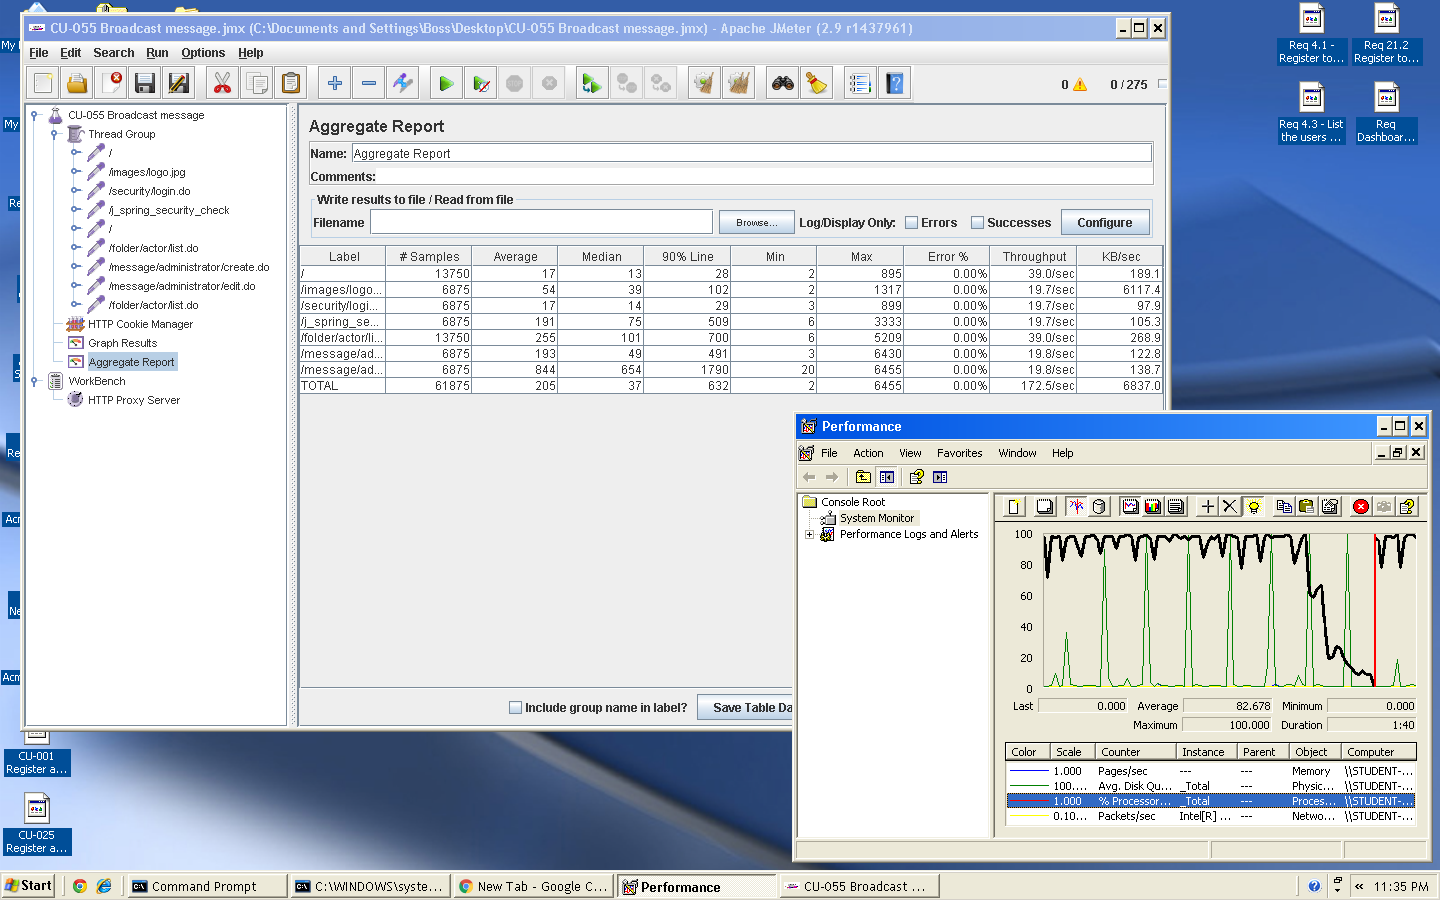 CU-055 Broadcast message.jmx (C:\Documents and Settings\Boss\Desktop\CU-055 Broadcast message.jmx) - Apache JMeter (2.9 r1437961)
File Edit Search Run Options Help
0 0 / 275
CU-055 Broadcast message
Thread Group
/
/images/logo.jpg
/security/login.do
/j_spring_security_check
/
/folder/actor/list.do
/message/administrator/create.do
/message/administrator/edit.do
/folder/actor/list.do
HTTP Cookie Manager
Graph Results
Aggregate Report
WorkBench
HTTP Proxy Server
Aggregate Report
Name: Aggregate Report
Comments:
Write results to file / Read from file
Filename Browse... Log/Display Only: Errors Successes Configure
Label # Samples Average Median 90% Line Min Max Error % Throughput KB/sec
/ 13750 17 13 28 2 895 0.00% 39.0/sec 189.1
/images/logo... 6875 54 39 102 2 1317 0.00% 19.7/sec 6117.4
/security/logi... 6875 17 14 29 3 899 0.00% 19.7/sec 97.9
/j_spring_se... 6875 191 75 509 6 3333 0.00% 19.7/sec 105.3
/folder/actor/li... 13750 255 101 700 6 5209 0.00% 39.0/sec 268.9
/message/ad... 6875 193 49 491 3 6430 0.00% 19.8/sec 122.8
/message/ad... 6875 844 654 1790 20 6455 0.00% 19.8/sec 138.7
TOTAL 61875 205 37 632 2 6455 0.00% 172.5/sec 6837.0
Include group name in label? Save Table Da
Req 4.1 -
Register to...
Req 21.2
Register to...
Req 4.3 - List
the users ...
Req
Dashboar...
My
My
Re
S
Re
Acr
Ne
Acm
CU-001
Register a...
CU-025
Register a...
Performance
File Action View Favorites Window Help
Console Root
System Monitor
Performance Logs and Alerts
100
80
60
40
20
0
Last 0.000 Average 82.678 Minimum 0.000
Maximum 100.000 Duration 1:40
Color Scale Counter Instance Parent Object Computer
1.000 Pages/sec --- --- Memory \\STUDENT-...
100.... Avg. Disk Qu... _Total --- Physic... \\STUDENT-...
1.000 % Processor... _Total --- Proces... \\STUDENT-...
0.10... Packets/sec Intel[R] ... --- Netwo... \\STUDENT-...
Start Command Prompt C:\WINDOWS\syste... New Tab - Google C... Performance CU-055 Broadcast ... « 11:35 PM